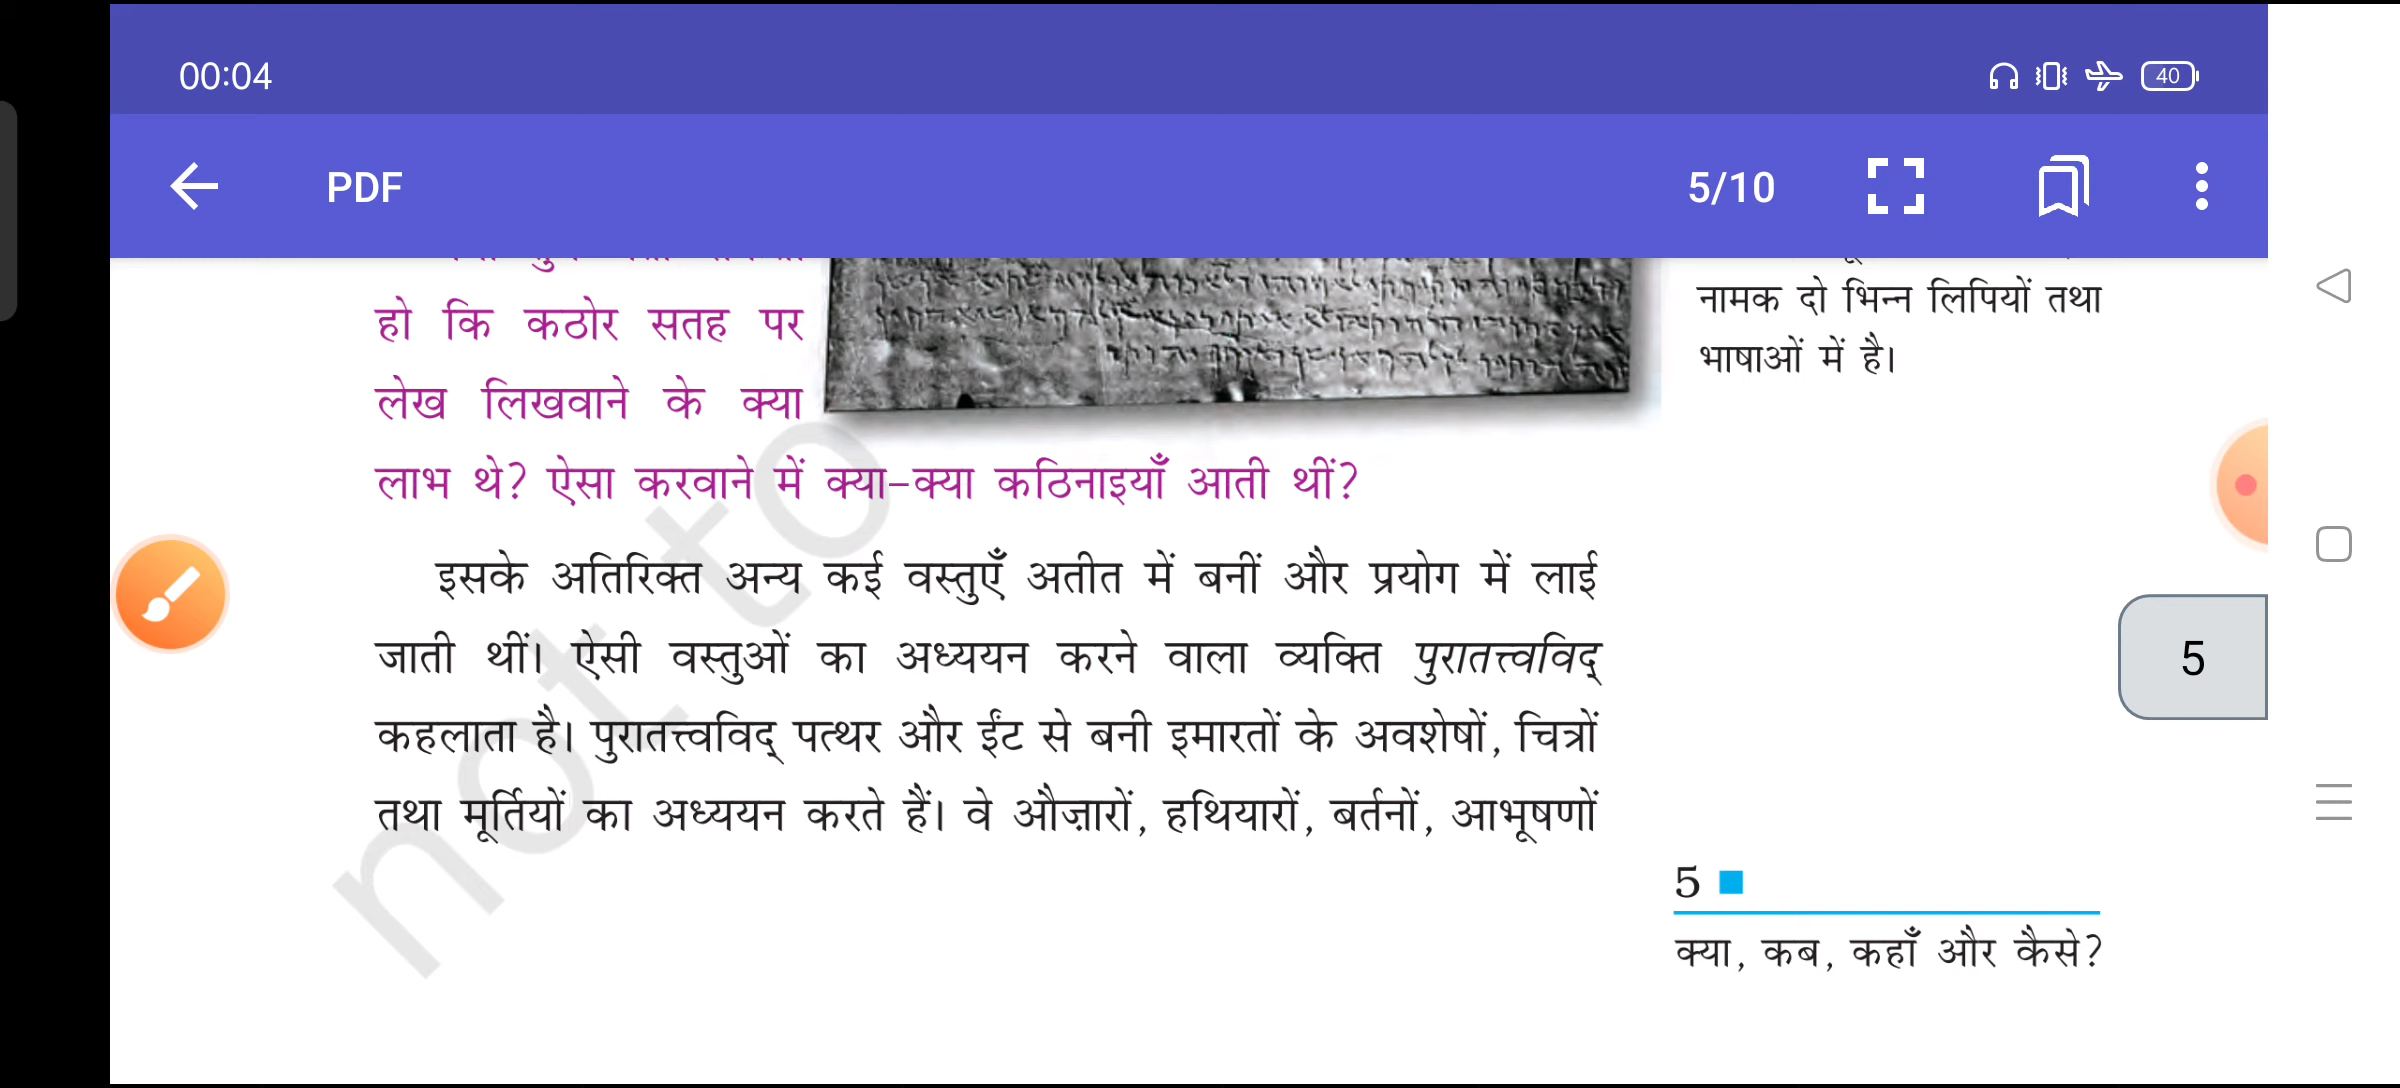 00:04
40
PDF
5/10
हो कि कठोर सतह पर
लेख लिखवाने के क्या
लाभ थे? ऐसा करवाने में क्या–क्या कठिनाइयाँ आती थीं?
नामक दो भिन्न लिपियों तथा
भाषाओं में है।
इसके अतिरिक्त अन्य कई वस्तुएँ अतीत में बनीं और प्रयोग में लाई
जाती थीं। ऐसी वस्तुओं का अध्ययन करने वाला व्यक्ति पुरातत्त्वविद्
कहलाता है। पुरातत्त्वविद् पत्थर और ईंट से बनी इमारतों के अवशेषों, चित्रों
तथा मूर्तियों का अध्ययन करते हैं। वे औज़ारों, हथियारों, बर्तनों, आभूषणों
not to
5
5
क्या, कब, कहाँ और कैसे?